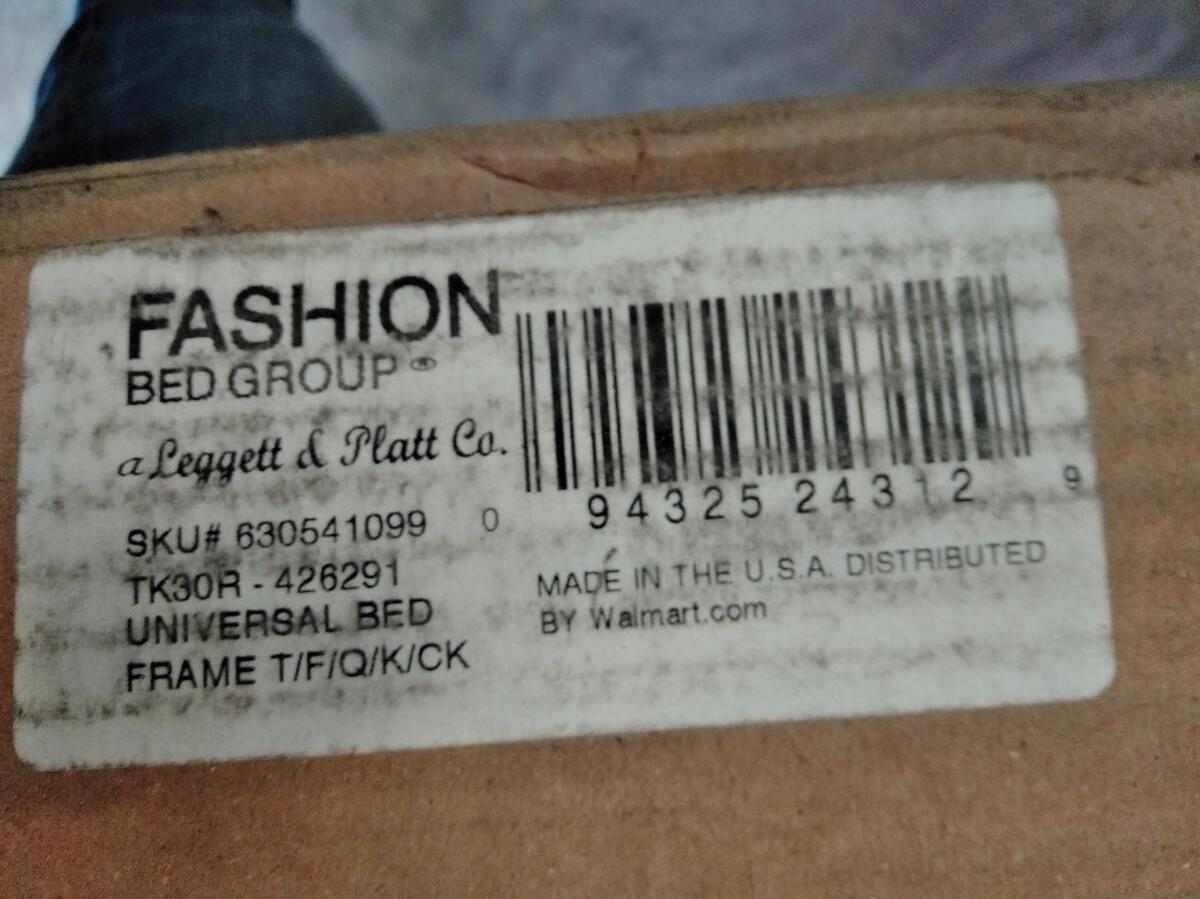 FASHION
BED GROUP®
a Leggett & Platt Co.
SKU# 630541099
TK30R - 426291
UNIVERSAL BED
FRAME T/F/Q/K/CK
0 94325 24312 9
MADE IN THE U.S.A. DISTRIBUTED
BY Walmart.com